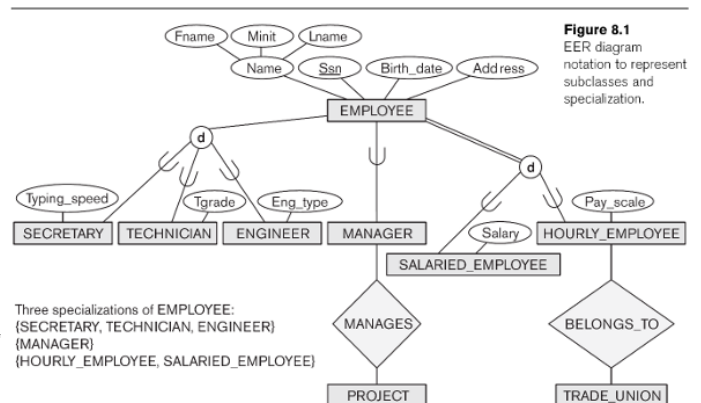 Figure 8.1
EER diagram
notation to represent
subclasses and
specialization.
Fname Minit Lname
Name Ssn Birth_date Address
EMPLOYEE
d
d
Typing_speed Tgrade Eng_type Pay_scale
SECRETARY TECHNICIAN ENGINEER MANAGER Salary HOURLY_EMPLOYEE
SALARIED_EMPLOYEE
Three specializations of EMPLOYEE:
{SECRETARY, TECHNICIAN, ENGINEER}
{MANAGER}
{HOURLY_EMPLOYEE, SALARIED_EMPLOYEE}
MANAGES BELONGS_TO
PROJECT TRADE_UNION